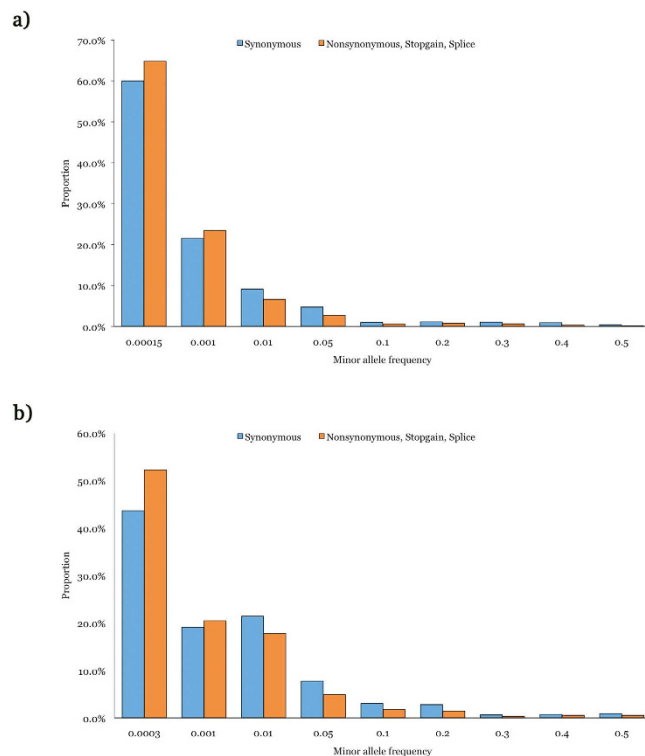 a)
Synonymous Nonsynonymous, Stopgain, Splice
70.0%
60.0%
50.0%
40.0%
30.0%
20.0%
10.0%
0.0%
Proportion
0.00015 0.001 0.01 0.05 0.1 0.2 0.3 0.4 0.5
Minor allele frequency
b)
Synonymous Nonsynonymous, Stopgain, Splice
60.0%
50.0%
40.0%
30.0%
20.0%
10.0%
0.0%
Proportion
0.0003 0.001 0.01 0.05 0.1 0.2 0.3 0.4 0.5
Minor allele frequency